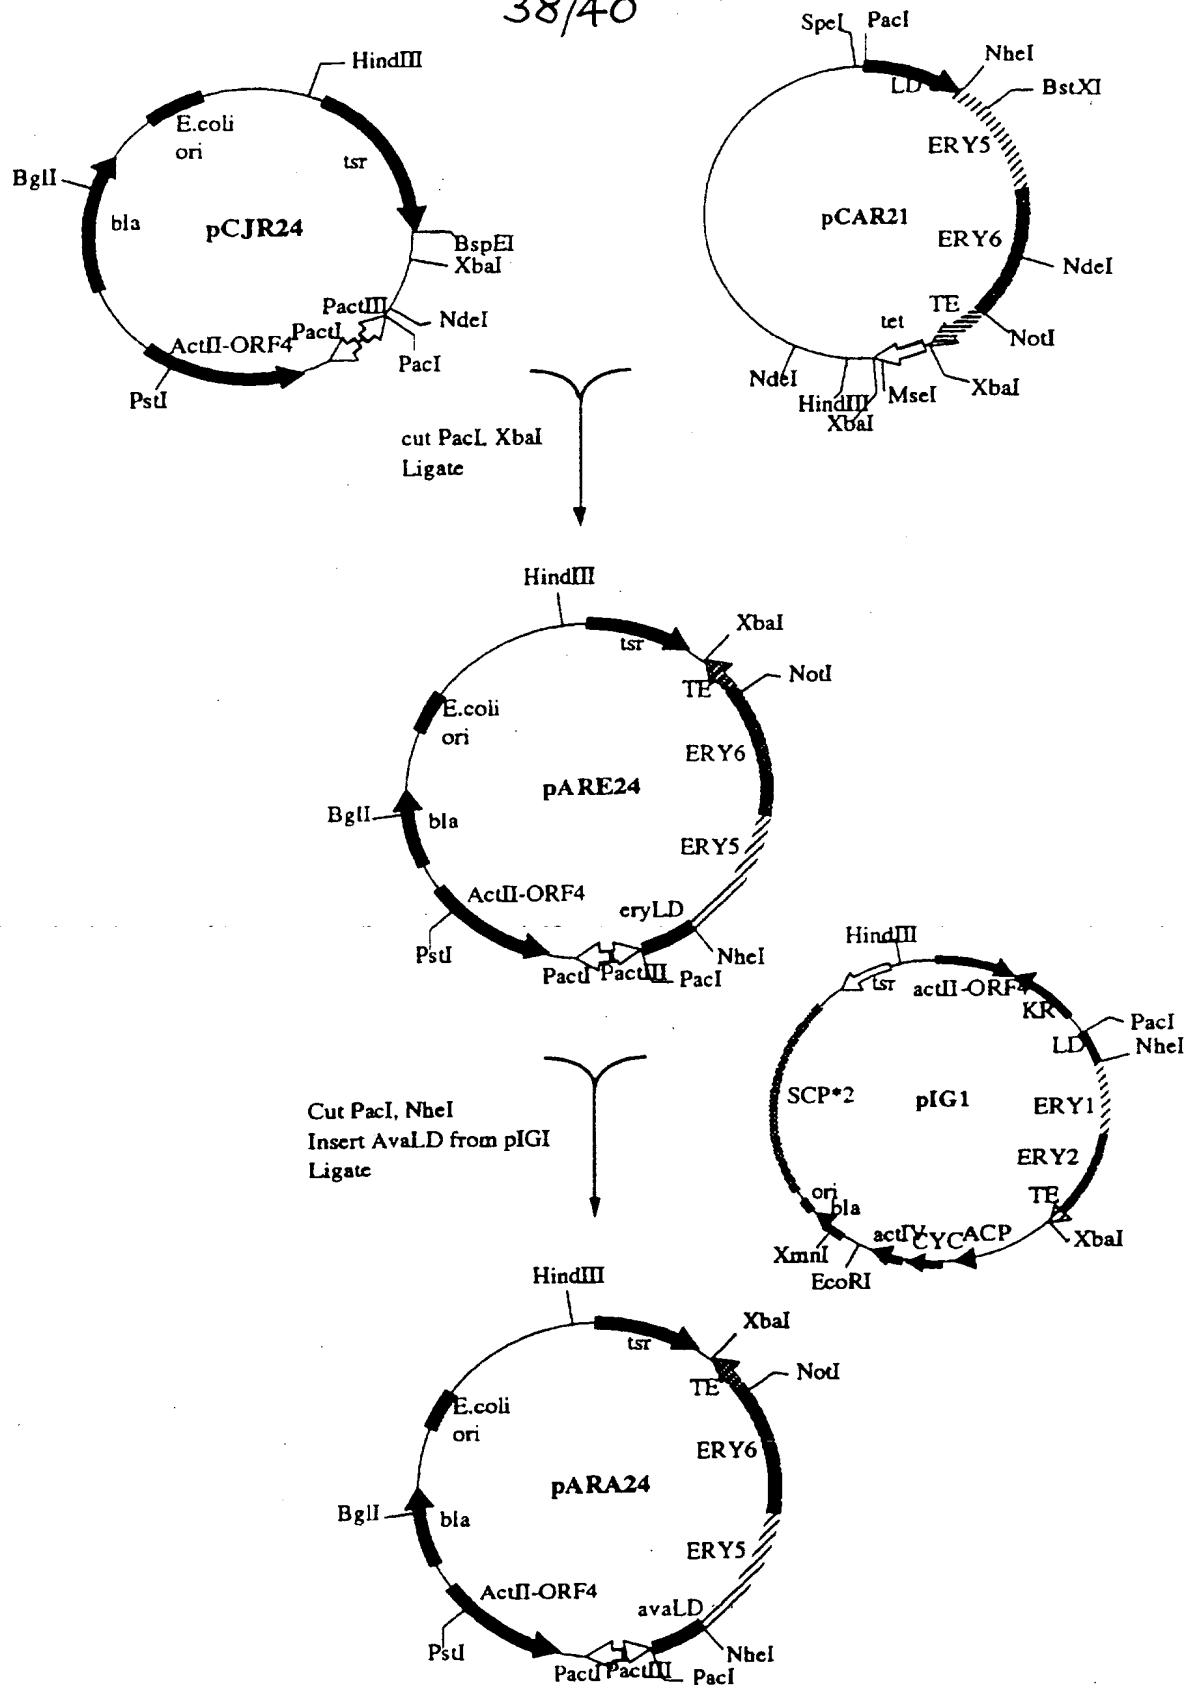 38/40
HindIII
E.coli
ori
tsr
BglI
bla
pCJR24
BspEI
XbaI
PactIII
NdeI
PactI
ActII-ORF4
PacI
PstI
SpeI PacI
NheI
LD
BstXI
ERY5
pCAR21
ERY6
NdeI
TE
tet
NotI
NdeI
XbaI
MseI
HindIII
XbaI
cut PacI, XbaI
Ligate
HindIII
XbaI
tsr
NotI
TE
E.coli
ori
ERY6
pARE24
BglI
bla
ERY5
ActII-ORF4
eryLD
PstI
NheI
PactI PactIII PacI
HindIII
tsr
actII-ORF4
KR
PacI
LD
NheI
SCP*2
pIG1
ERY1
ERY2
TE
ori
bla
actIV
CYC
ACP
XbaI
XmnI
EcoRI
Cut PacI, NheI
Insert AvaLD from pIGI
Ligate
HindIII
XbaI
tsr
NotI
TE
E.coli
ori
ERY6
pARA24
BglI
bla
ERY5
ActII-ORF4
avaLD
PstI
NheI
PactI PactIII PacI